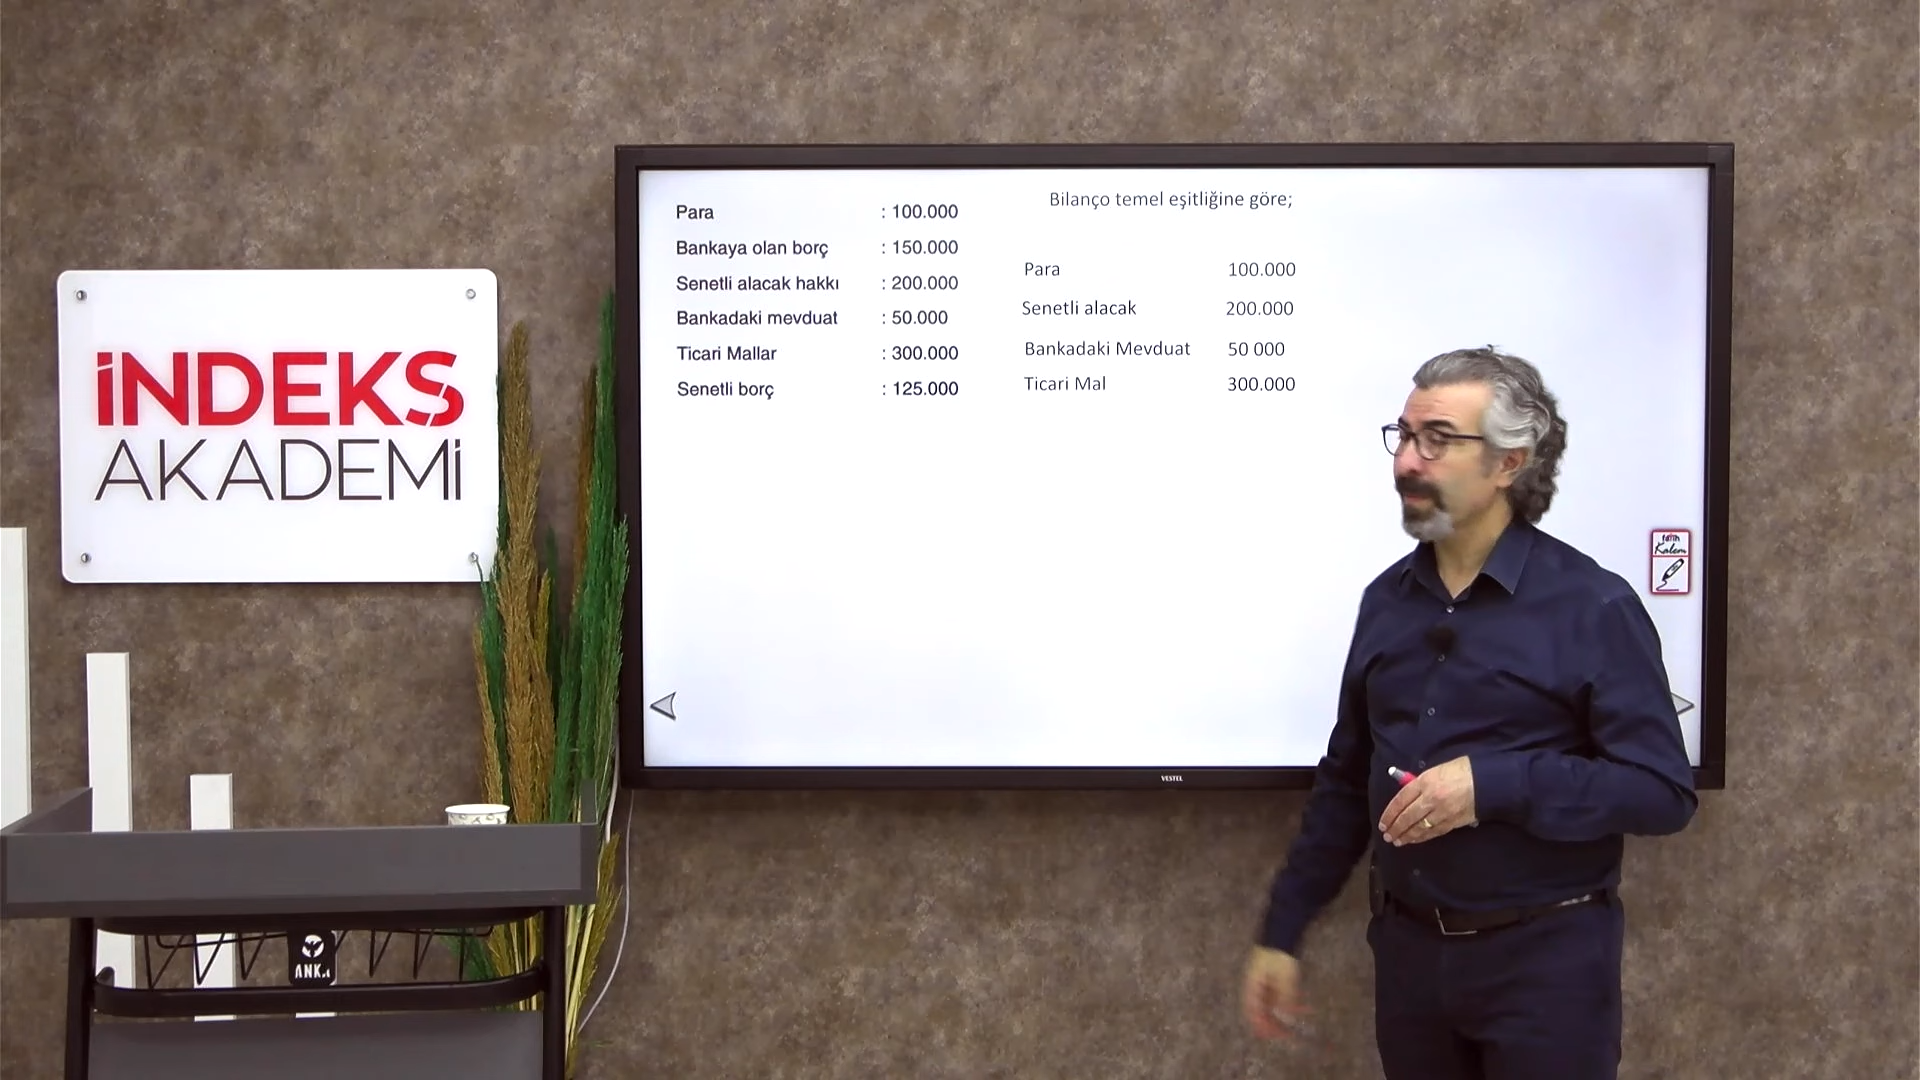 İNDEKS
AKADEMİ
Para : 100.000
Bankaya olan borç : 150.000
Senetli alacak hakkı : 200.000
Bankadaki mevduat : 50.000
Ticari Mallar : 300.000
Senetli borç : 125.000
Bilanço temel eşitliğine göre;
Para 100.000
Senetli alacak 200.000
Bankadaki Mevduat 50 000
Ticari Mal 300.000
fatih
Kalem
VESTEL